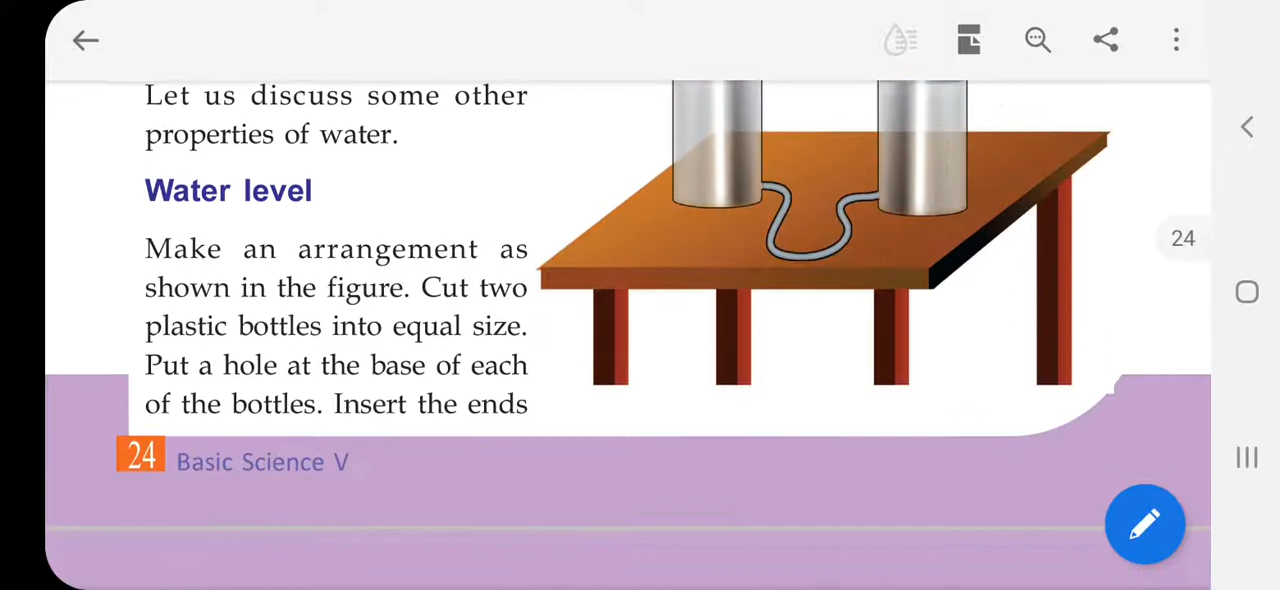 Let us discuss some other
properties of water.
Water level
Make an arrangement as
shown in the figure. Cut two
plastic bottles into equal size.
Put a hole at the base of each
of the bottles. Insert the ends
24 Basic Science V
24